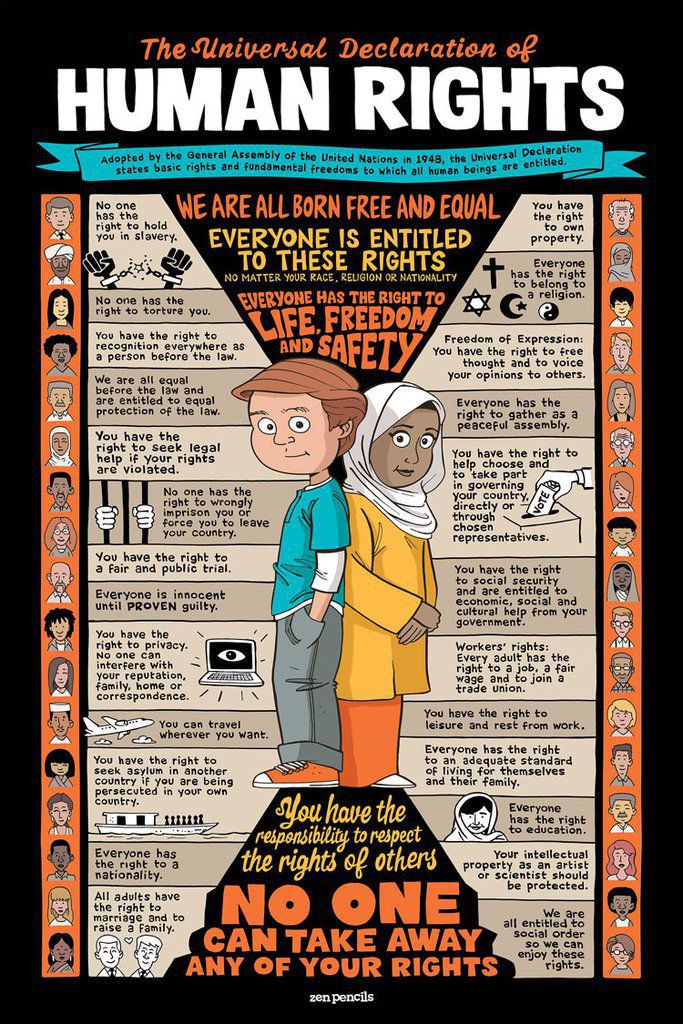 The Universal Declaration of
HUMAN RIGHTS
Adopted by the General Assembly of the United Nations in 1948, the Universal Declaration
states basic rights and fundamental freedoms to which all human beings are entitled.
WE ARE ALL BORN FREE AND EQUAL
EVERYONE IS ENTITLED
TO THESE RIGHTS
NO MATTER YOUR RACE, RELIGION OR NATIONALITY
EVERYONE HAS THE RIGHT TO
LIFE, FREEDOM
AND SAFETY
No one
has the
right to hold
you in slavery.
No one has the
right to torture you.
You have the right to
recognition everywhere as
a person before the law.
We are all equal
before the law and
are entitled to equal
protection of the law.
You have the
right to seek legal
help if your rights
are violated.
No one has the
right to wrongly
imprison you or
force you to leave
your country.
You have the right to
a fair and public trial.
Everyone is innocent
until PROVEN guilty.
You have the
right to privacy.
No one can
interfere with
your reputation,
family, home or
correspondence.
You can travel
wherever you want.
You have the right to
seek asylum in another
country if you are being
persecuted in your own
country.
Everyone has the
right to a
nationality.
All adults have
the right to
marriage and to
raise a family.
You have
the right
to own
property.
Everyone
has the right
to belong to
a religion.
Freedom of Expression:
You have the right to free
thought and to voice
your opinions to others.
Everyone has the
right to gather as a
peaceful assembly.
You have the right to
help choose and
to take part
in governing
your country,
directly or
through
chosen
representatives.
VOTE
You have the right
to social security
and are entitled to
economic, social and
cultural help from your
government.
Workers' rights:
Every adult has the
right to a job, a fair
wage and to join a
trade union.
You have the right to
leisure and rest from work.
Everyone has the right
to an adequate standard
of living for themselves
and their family.
Everyone
has the right
to education.
Your intellectual
property as an artist
or scientist should
be protected.
We are
all entitled to
social order
so we can
enjoy these
rights.
You have the
responsibility to respect
the rights of others
NO ONE
CAN TAKE AWAY
ANY OF YOUR RIGHTS
zen pencils